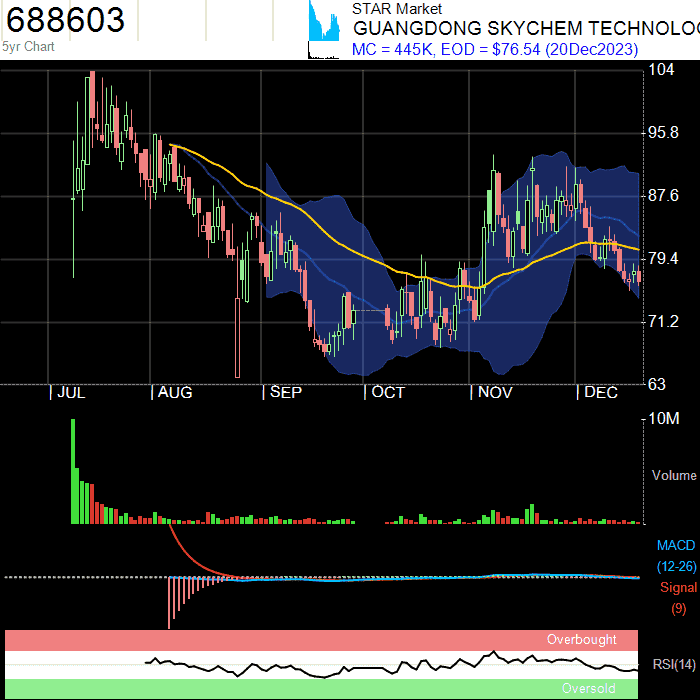 688603
5yr Chart
STAR Market
GUANGDONG SKYCHEM TECHNOLO
MC = 445K, EOD = $76.54 (20Dec2023)
104
95.8
87.6
79.4
71.2
63
JUL
AUG
SEP
OCT
NOV
DEC
10M
Volume
MACD
(12-26)
Signal
(9)
Overbought
RSI(14)
Oversold